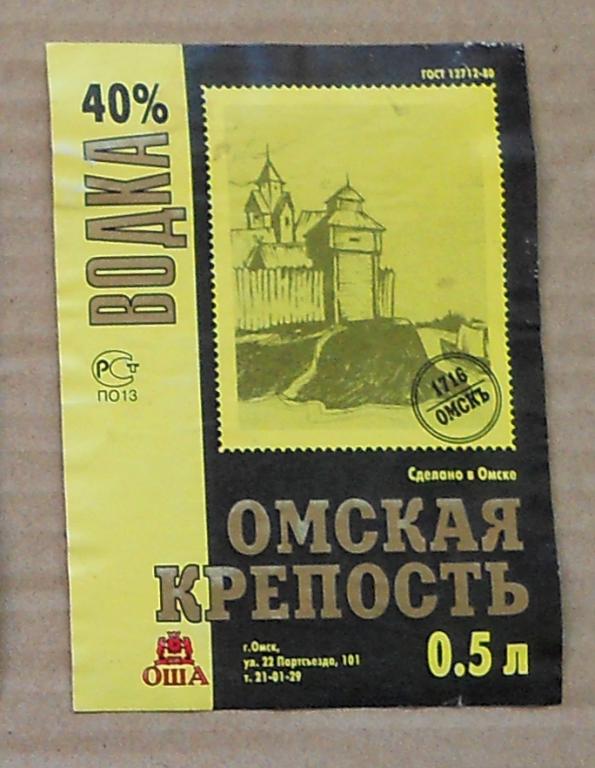 40%
ВОДКА
РСТ
ПО13
ГОСТ 12712-80
1716
ОМСКЪ
Сделано в Омске
ОМСКАЯ
КРЕПОСТЬ
ОША
г.Омск,
ул. 22 Партсъезда, 101
т. 21-01-29
0.5 л